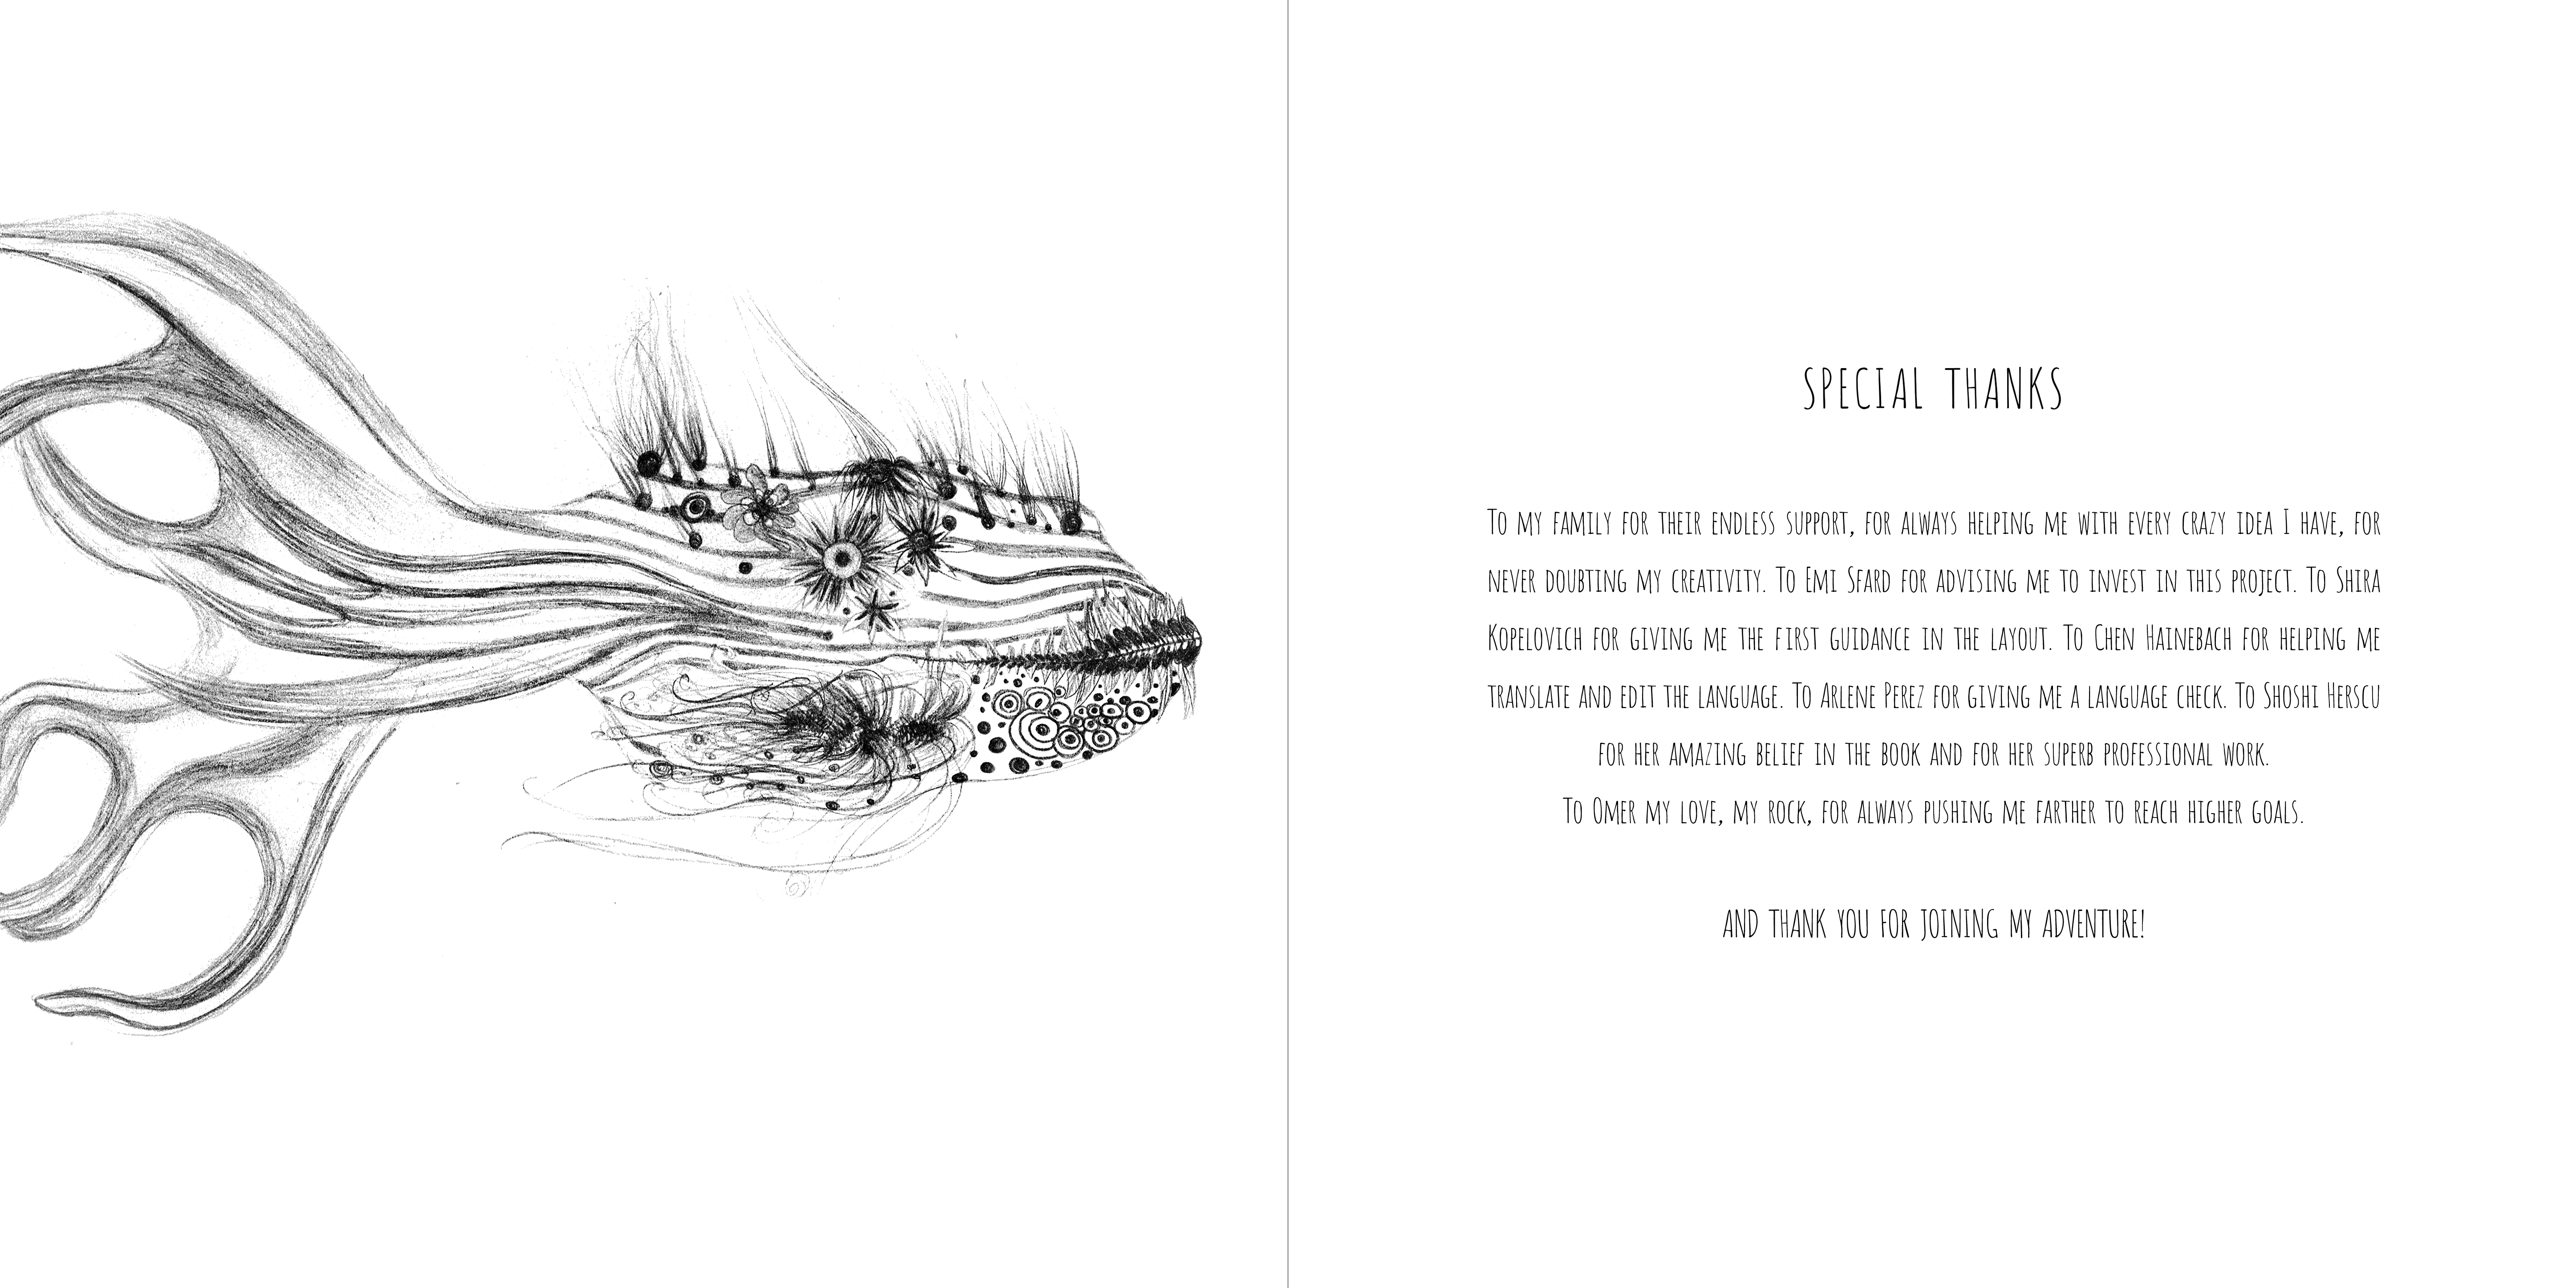 SPECIAL THANKS
To my family for their endless support, for always helping me with every crazy idea I have, for
never doubting my creativity. To Emi Sfard for advising me to invest in this project. To Shira
Kopelovich for giving me the first guidance in the layout. To Chen Hainebach for helping me
translate and edit the language. To Arlene Perez for giving me a language check. To Shoshi Herscu
for her amazing belief in the book and for her superb professional work.
To Omer my love, my rock, for always pushing me farther to reach higher goals.
AND THANK YOU FOR JOINING MY ADVENTURE!